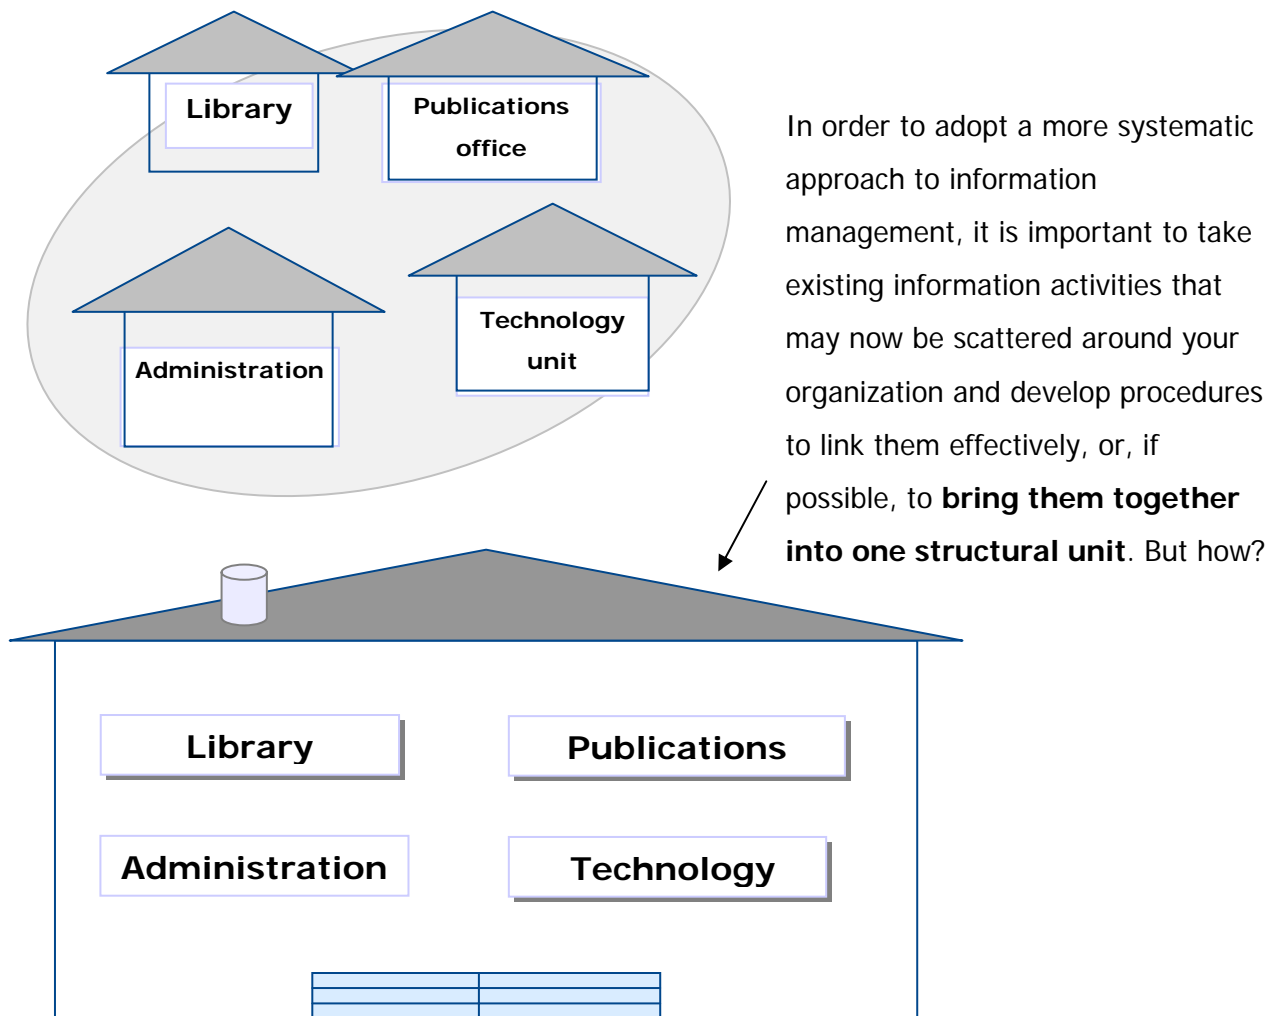 Library
Publications
office
Administration
Technology
unit
In order to adopt a more systematic
approach to information
management, it is important to take
existing information activities that
may now be scattered around your
organization and develop procedures
to link them effectively, or, if
possible, to bring them together
into one structural unit. But how?
Library
Publications
Administration
Technology